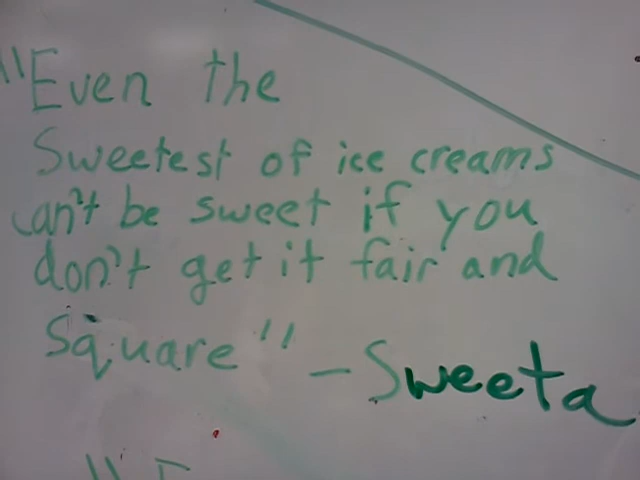 "Even the
Sweetest of ice creams
can't be sweet if you
don't get it fair and
Square" - Sweeta